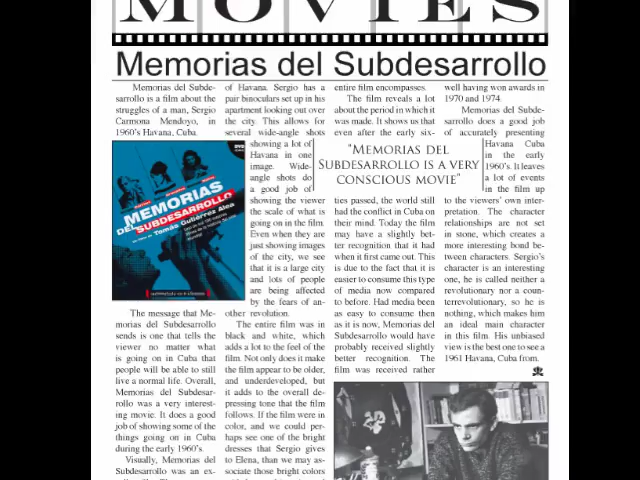 MOVIES
Memorias del Subdesarrollo
Memorias del Subde-
sarrollo is a film about the
struggles of a man, Sergio
Carmona Mendoyo, in
1960's Havana, Cuba.
MEMORIAS
DEL SUBDESARROLLO
Tomás Gutiérrez Alea
The message that Me-
morias del Subdesarrollo
sends is one that tells the
viewer no matter what
is going on in Cuba that
people will be able to still
live a normal life. Overall,
Memorias del Subdesar-
rollo was a very interest-
ing movie. It does a good
job of showing some of the
things going on in Cuba
during the early 1960's.
Visually, Memorias del
Subdesarrollo was an ex-
of Havana. Sergio has a
pair binoculars set up in his
apartment looking out over
the city. This allows for
several wide-angle shots
showing a lot of
Havana in one
image. Wide-
angle shots do
a good job of
showing the viewer
the scale of what is
going on in the film.
Even when they are
just showing images
of the city, we see
that it is a large city
and lots of people
are being affected
by the fears of an-
other revolution.
The entire film was in
black and white, which
adds a lot to the feel of the
film. Not only does it make
the film appear to be older,
and underdeveloped, but
it adds to the overall de-
pressing tone that the film
follows. If the film were in
color, and we could per-
haps see one of the bright
dresses that Sergio gives
to Elena, than we may as-
sociate those bright colors
entire film encompasses.
The film reveals a lot
about the period in which it
was made. It shows us that
even after the early six-
"MEMORIAS DEL
SUBDESARROLLO IS A VERY
CONSCIOUS MOVIE"
ties passed, the world still
had the conflict in Cuba on
their mind. Today the film
may have a slightly bet-
ter recognition that it had
when it first came out. This
is due to the fact that it is
easier to consume this type
of media now compared
to before. Had media been
as easy to consume then
as it is now, Memorias del
Subdesarrollo would have
probably received slightly
better recognition. The
film was received rather
well having won awards in
1970 and 1974.
Memorias del Subde-
sarrollo does a good job
of accurately presenting
Havana Cuba
in the early
1960's. It leaves
a lot of events
in the film up
to the viewers' own inter-
pretation. The character
relationships are not set
in stone, which creates a
more interesting bond be-
tween characters. Sergio's
character is an interesting
one, he is called neither a
revolutionary nor a coun-
terrevolutionary, so he is
nothing, which makes him
an ideal main character
in this film. His unbiased
view is the best one to see a
1961 Havana, Cuba from.